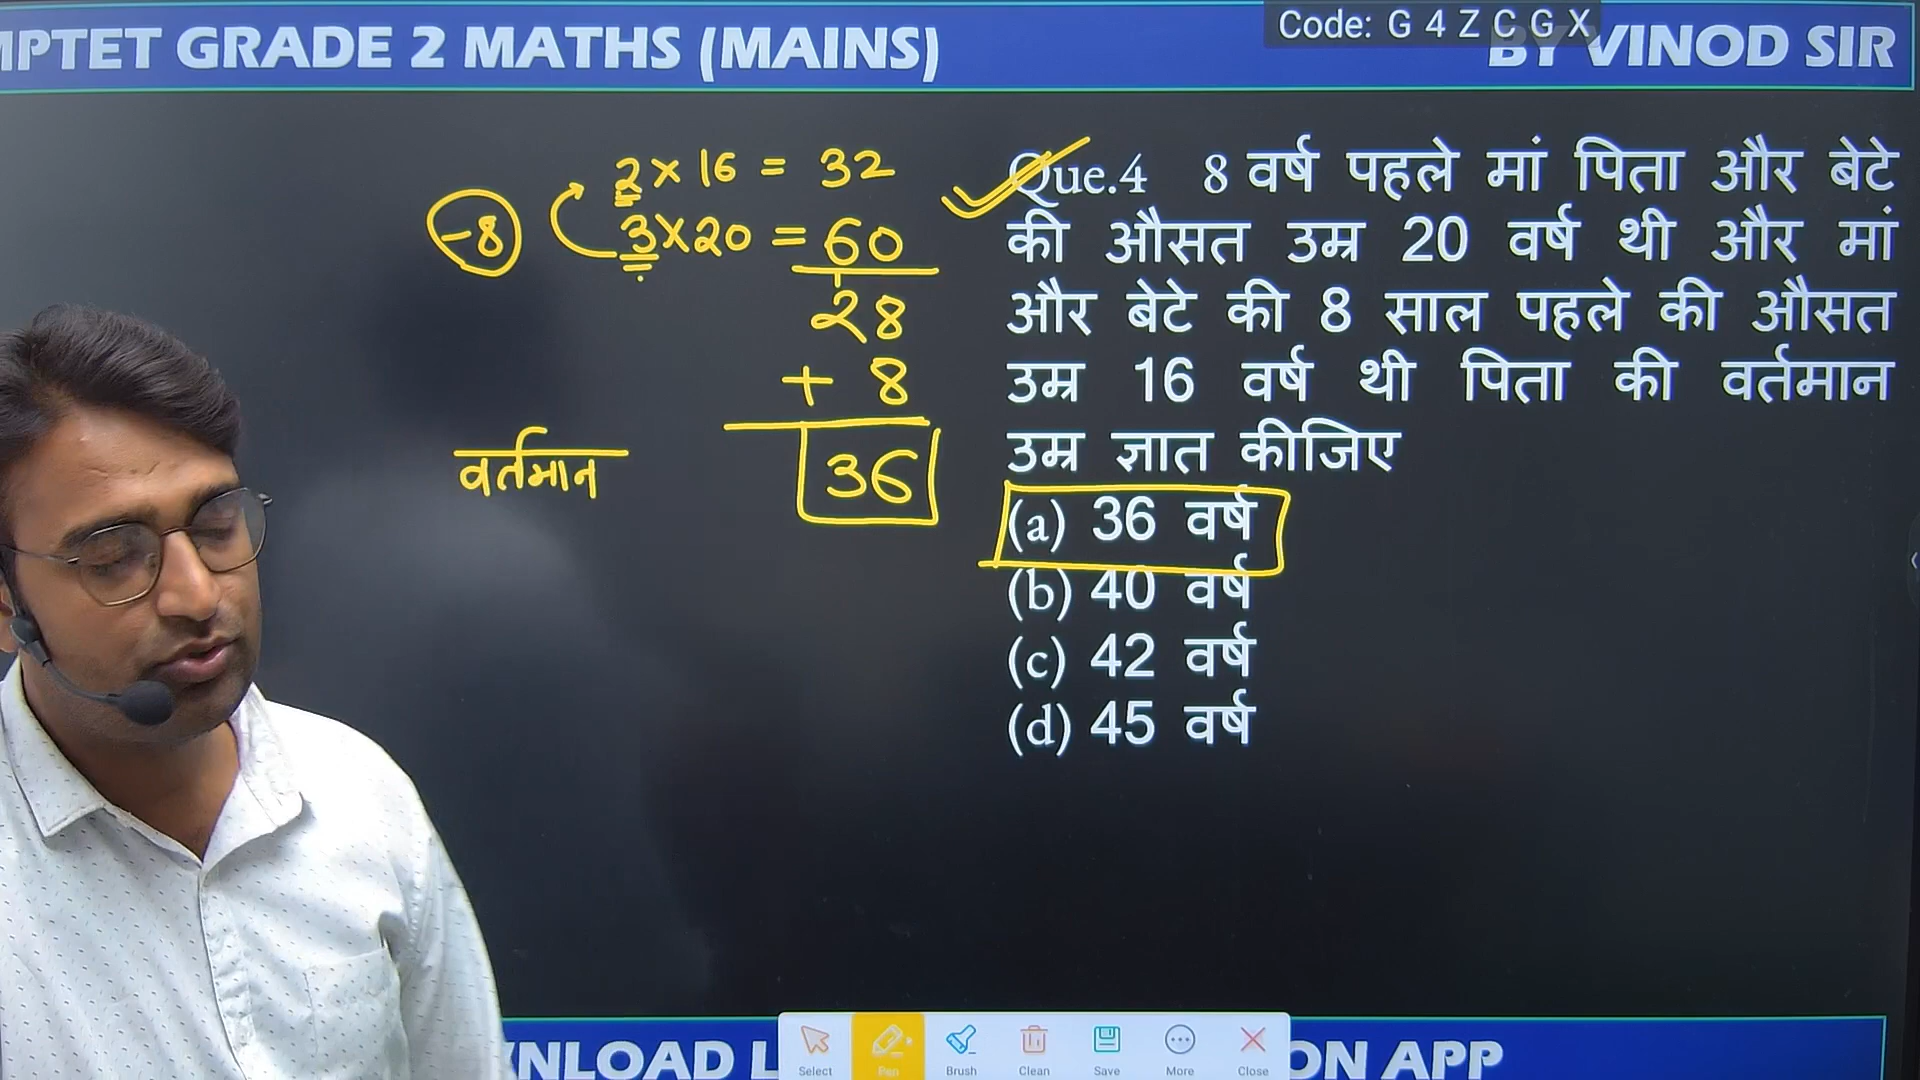 MPTET GRADE 2 MATHS (MAINS)
Code: G 4 Z C G X
BY VINOD SIR
2 × 16 = 32
-8
3 × 20 = 60
28
+ 8
वर्तमान
36
Que.4 8 वर्ष पहले मां पिता और बेटे
की औसत उम्र 20 वर्ष थी और मां
और बेटे की 8 साल पहले की औसत
उम्र 16 वर्ष थी पिता की वर्तमान
उम्र ज्ञात कीजिए
(a) 36 वर्ष
(b) 40 वर्ष
(c) 42 वर्ष
(d) 45 वर्ष
Select
Pen
Brush
Clean
Save
More
Close
ON APP